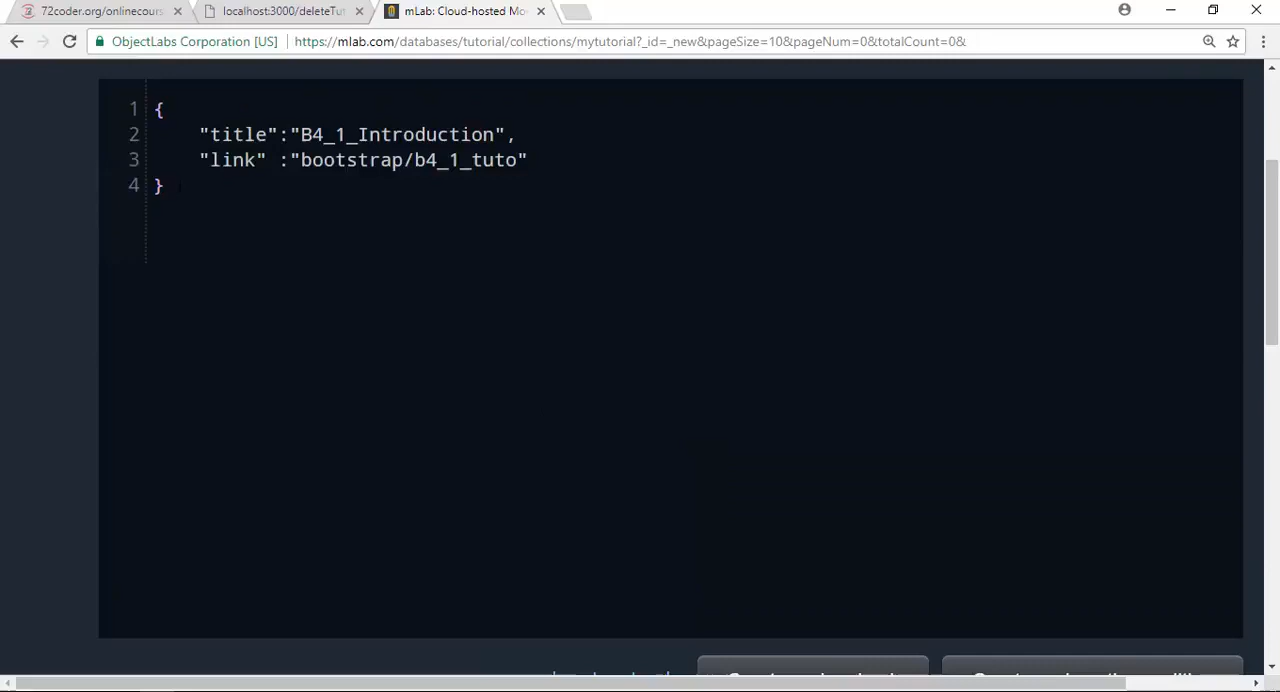 72coder.org/onlinecours
localhost:3000/deleteTut
mLab: Cloud-hosted Mo
ObjectLabs Corporation [US]
https://mlab.com/databases/tutorial/collections/mytutorial?_id=_new&pageSize=10&pageNum=0&totalCount=0&
1 {
2 "title":"B4_1_Introduction",
3 "link" :"bootstrap/b4_1_tuto"
4 }